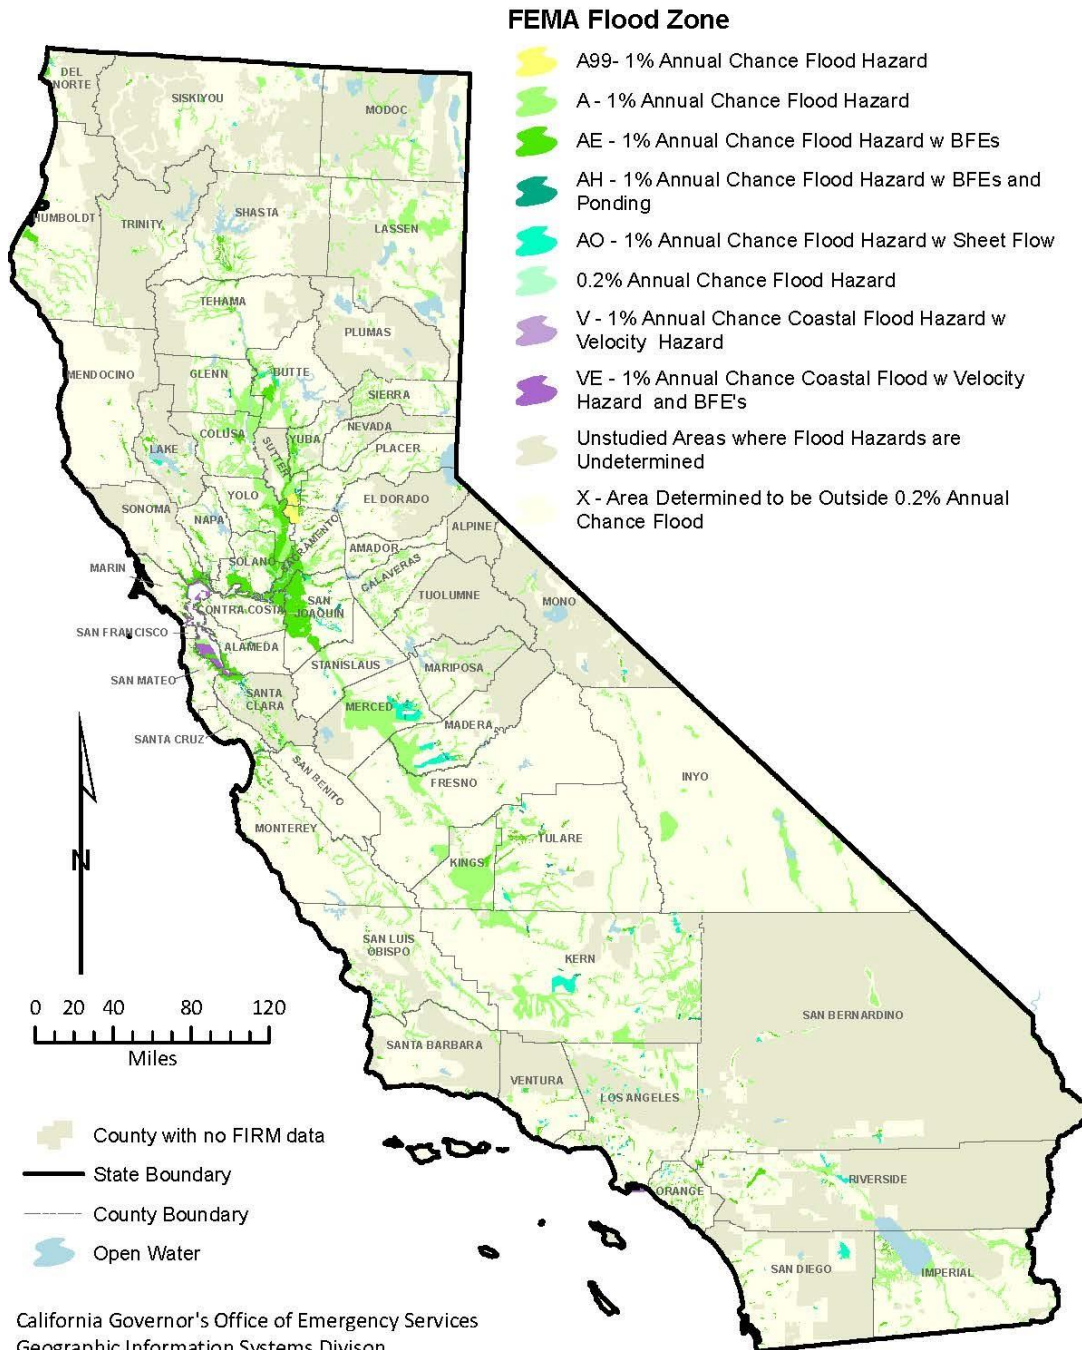 FEMA Flood Zone
A99- 1% Annual Chance Flood Hazard
A - 1% Annual Chance Flood Hazard
AE - 1% Annual Chance Flood Hazard w BFEs
AH - 1% Annual Chance Flood Hazard w BFEs and
Ponding
AO - 1% Annual Chance Flood Hazard w Sheet Flow
0.2% Annual Chance Flood Hazard
V - 1% Annual Chance Coastal Flood Hazard w
Velocity Hazard
VE - 1% Annual Chance Coastal Flood w Velocity
Hazard and BFE's
Unstudied Areas where Flood Hazards are
Undetermined
X - Area Determined to be Outside 0.2% Annual
Chance Flood
DEL
NORTE
SISKIYOU
MODOC
HUMBOLDT
TRINITY
SHASTA
LASSEN
TEHAMA
PLUMAS
MENDOCINO
GLENN
BUTTE
SIERRA
COLUSA
SUTTER
YUBA
NEVADA
LAKE
PLACER
YOLO
EL DORADO
SONOMA
NAPA
SACRAMENTO
ALPINE
AMADOR
MARIN
SOLANO
CALAVERAS
TUOLUMNE
MONO
CONTRA COSTA
SAN
JOAQUIN
SAN FRANCISCO
ALAMEDA
STANISLAUS
MARIPOSA
SAN MATEO
SANTA
CLARA
MERCED
MADERA
SANTA CRUZ
SAN BENITO
FRESNO
INYO
MONTEREY
TULARE
KINGS
SAN LUIS
OBISPO
KERN
SAN BERNARDINO
SANTA BARBARA
VENTURA
LOS ANGELES
ORANGE
RIVERSIDE
SAN DIEGO
IMPERIAL
N
0 20 40 80 120
Miles
County with no FIRM data
State Boundary
County Boundary
Open Water
California Governor's Office of Emergency Services
Geographic Information Systems Divison